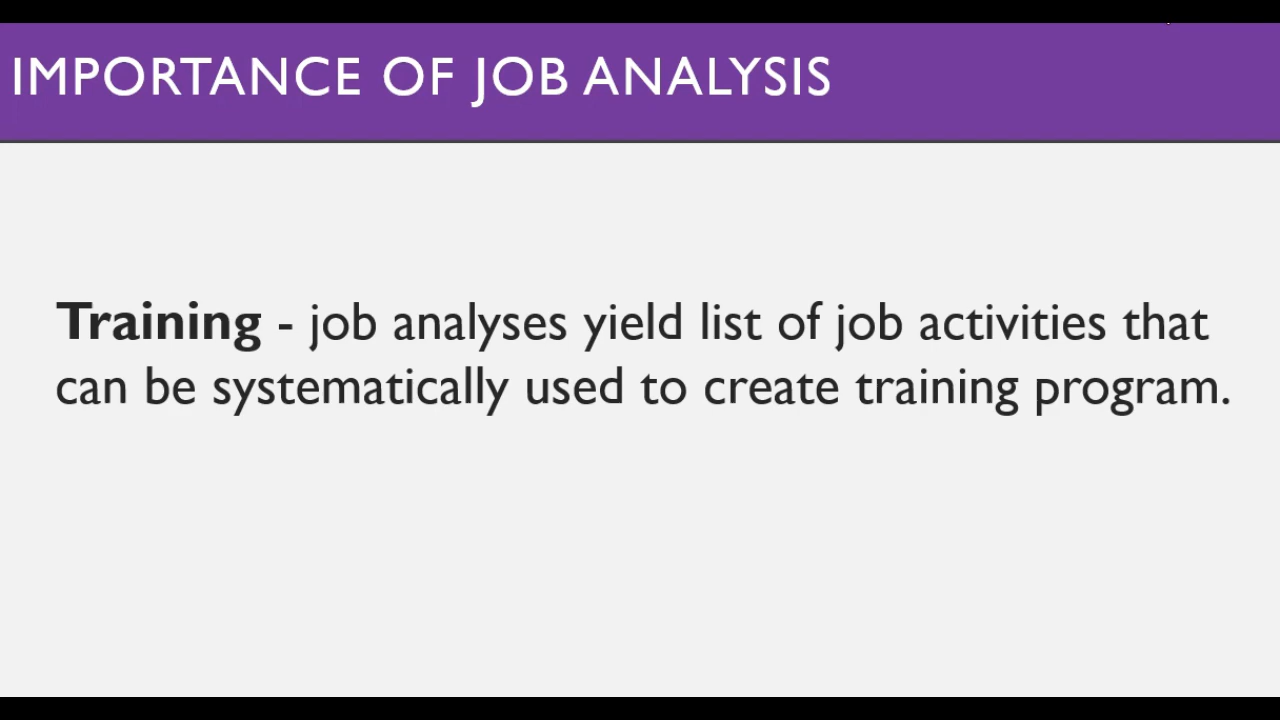 IMPORTANCE OF JOB ANALYSIS
Training - job analyses yield list of job activities that
can be systematically used to create training program.